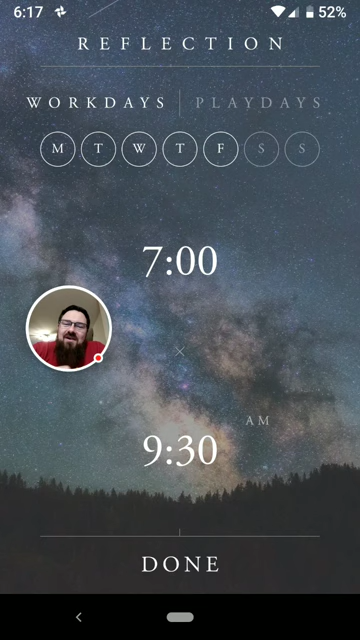 6:17 52%
REFLECTION
WORKDAYS PLAYDAYS
M T W T F S S
7:00
×
AM
9:30
DONE